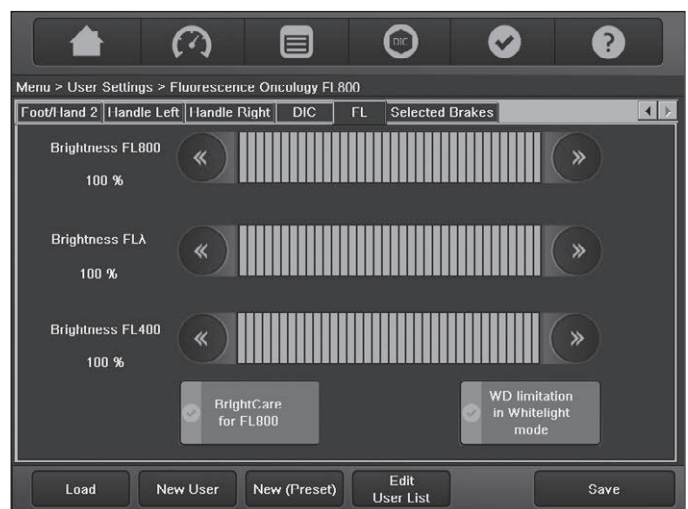 DIC
?
Menu > User Settings > Fluorescence Oncology FL800
Foot/Hand 2 Handle Left Handle Right DIC FL Selected Brakes
Brightness FL800
100 %
Brightness FLλ
100 %
Brightness FL400
100 %
BrightCare
for FL800
WD limitation
in Whitelight
mode
Load New User New (Preset) Edit
User List Save